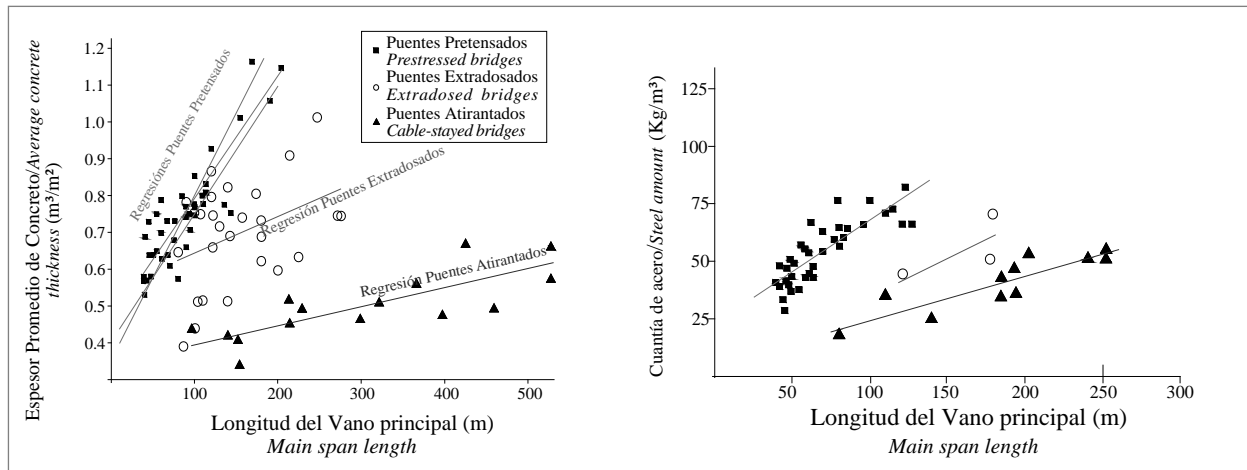 Espesor Promedio de Concreto/Average concrete
thickness (m³/m²)
1.2
1.1
1.0
0.9
0.8
0.7
0.6
0.5
0.4
100
200
300
400
500
Longitud del Vano principal (m)
Main span length
Regresiónes Puentes Pretensados
Regresión Puentes Extradosados
Regresión Puentes Atirantados
Puentes Pretensados
Prestressed bridges
Puentes Extradosados
Extradosed bridges
Puentes Atirantados
Cable-stayed bridges
Cuantía de acero/Steel amount (Kg/m³)
125
100
75
50
25
50
100
150
200
250
300
Longitud del Vano principal (m)
Main span length